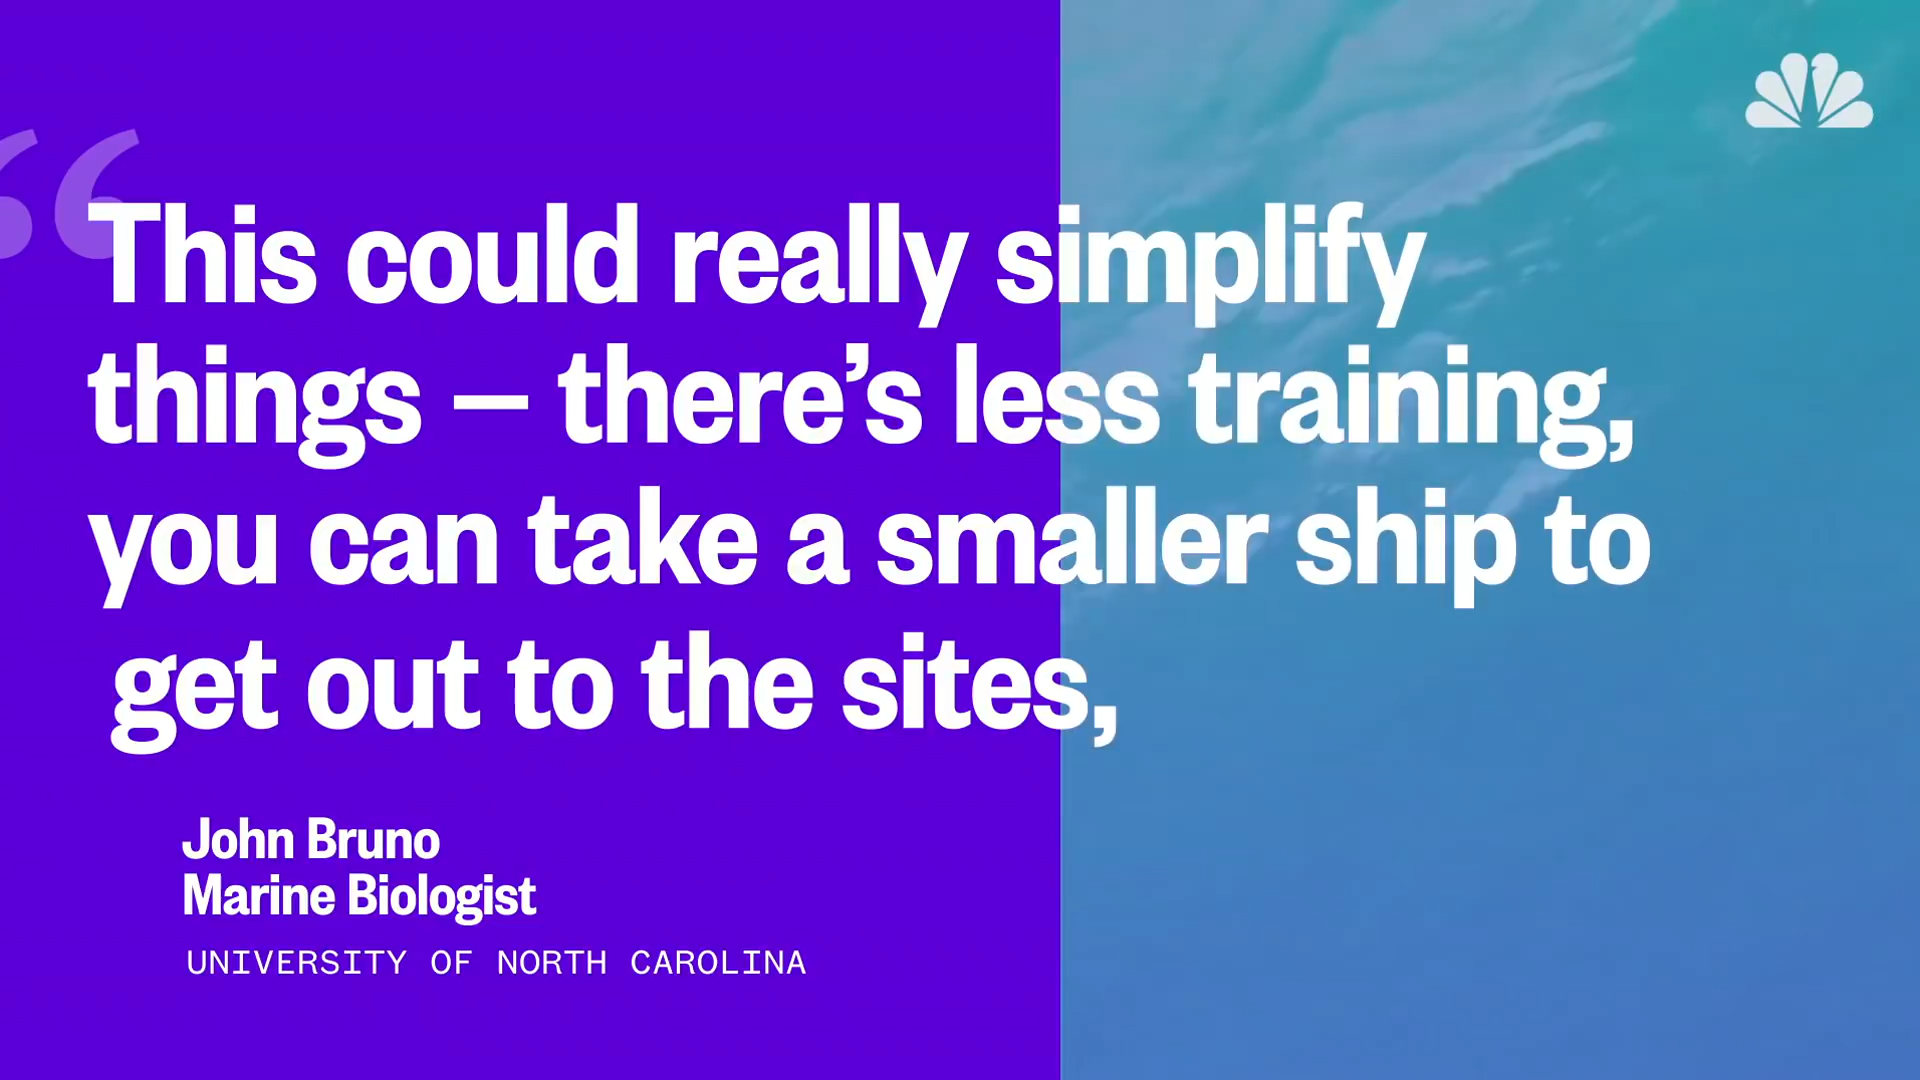 “
This could really simplify
things – there’s less training,
you can take a smaller ship to
get out to the sites,
John Bruno
Marine Biologist
UNIVERSITY OF NORTH CAROLINA